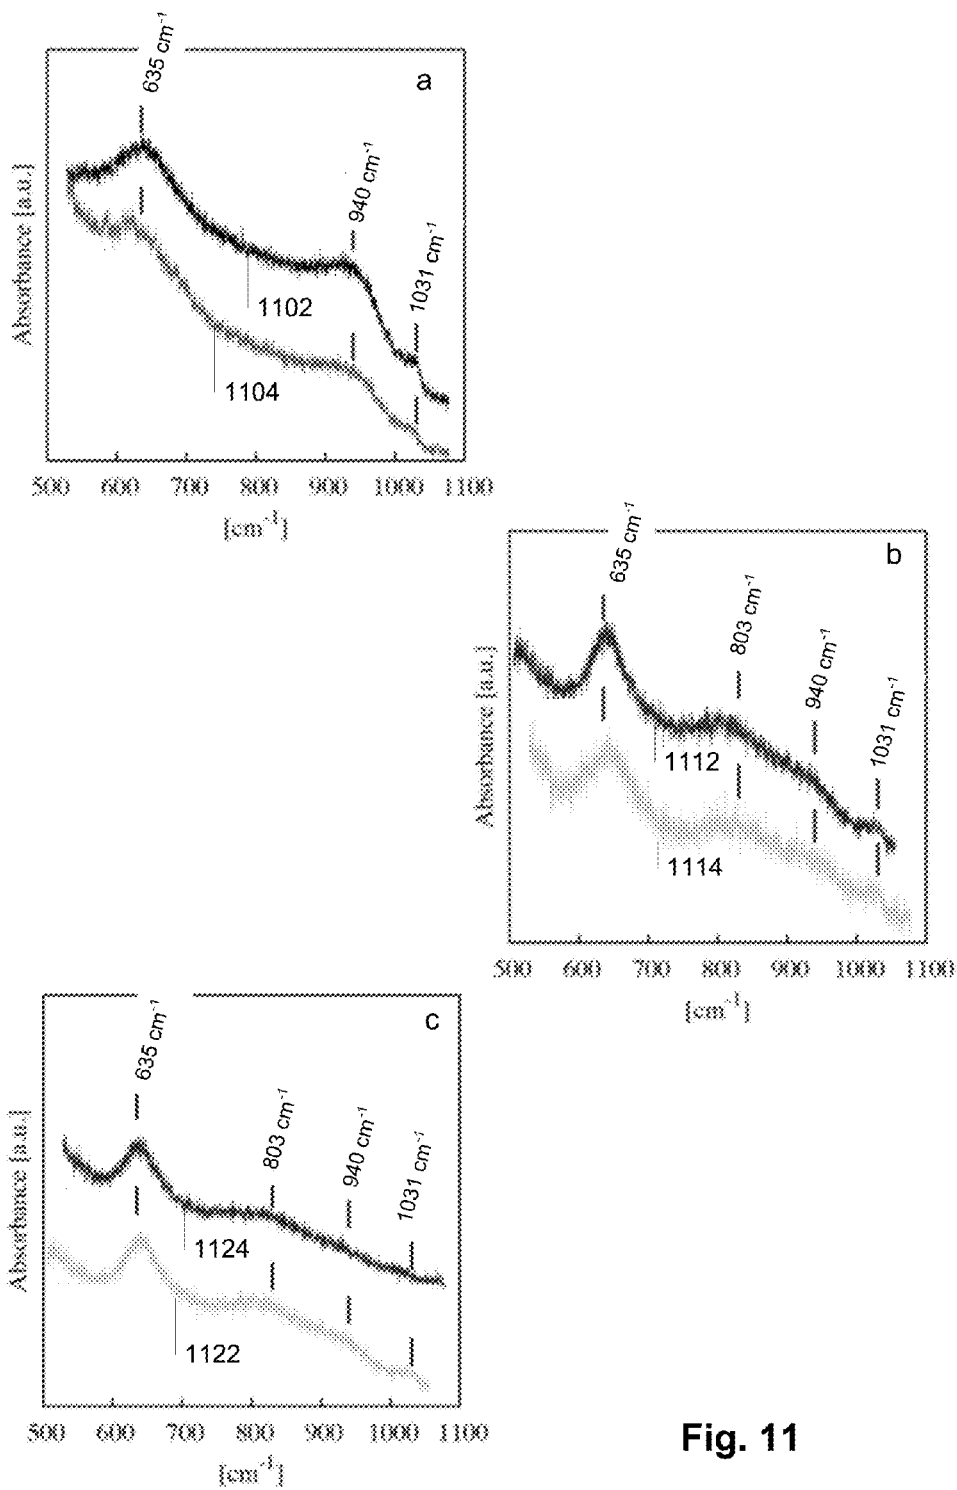 a
635 cm⁻¹
940 cm⁻¹
1031 cm⁻¹
Absorbance [a.u.]
1102
1104
500 600 700 800 900 1000 1100
[cm⁻¹]
b
635 cm⁻¹
803 cm⁻¹
940 cm⁻¹
1031 cm⁻¹
Absorbance [a.u.]
1112
1114
500 600 700 800 900 1000 1100
[cm⁻¹]
c
635 cm⁻¹
803 cm⁻¹
940 cm⁻¹
1031 cm⁻¹
Absorbance [a.u.]
1124
1122
500 600 700 800 900 1000 1100
[cm⁻¹]
Fig. 11